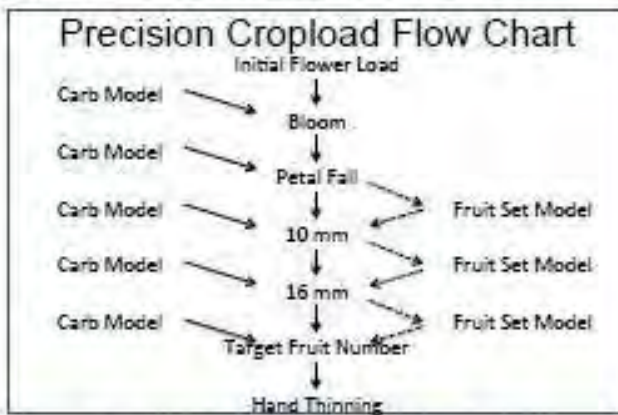 Precision Cropload Flow Chart
Initial Flower Load
Carb Model
Bloom
Carb Model
Petal Fall
Carb Model
Fruit Set Model
10 mm
Carb Model
Fruit Set Model
16 mm
Carb Model
Fruit Set Model
Target Fruit Number
Hand Thinning